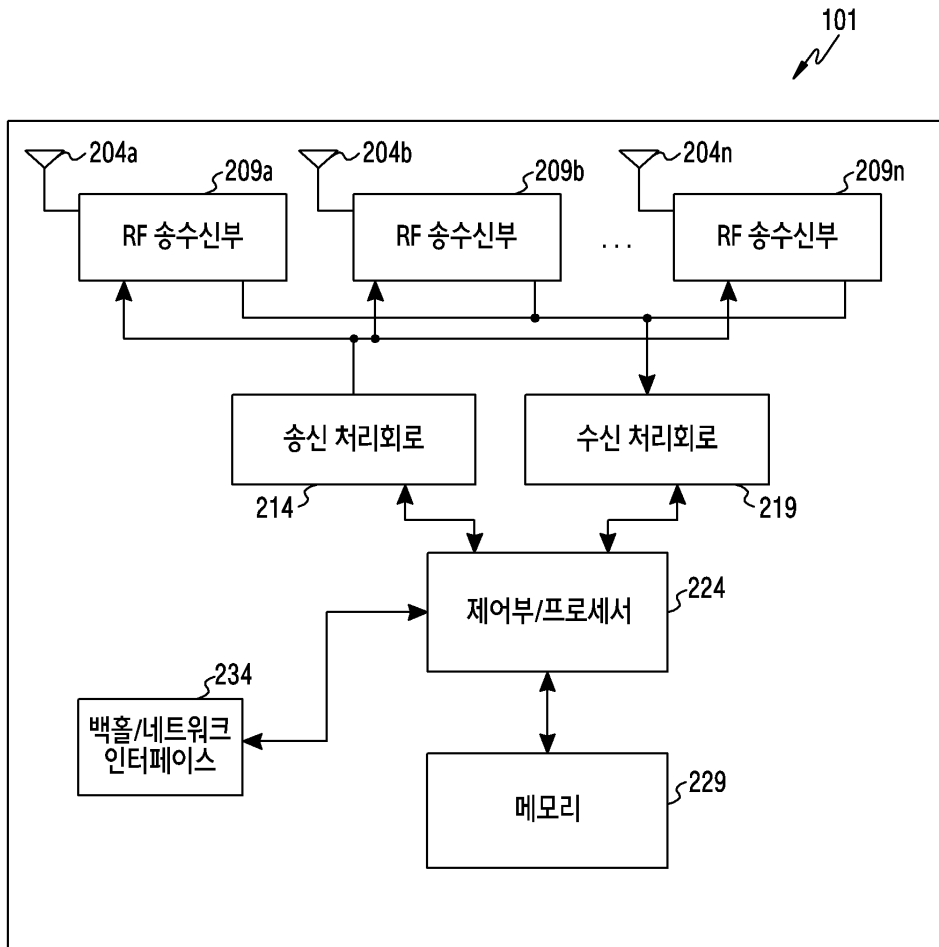 101
204a
204b
204n
209a
209b
209n
RF 송수신부
RF 송수신부
...
RF 송수신부
송신 처리회로
수신 처리회로
214
219
제어부/프로세서
224
234
백홀/네트워크
인터페이스
메모리
229